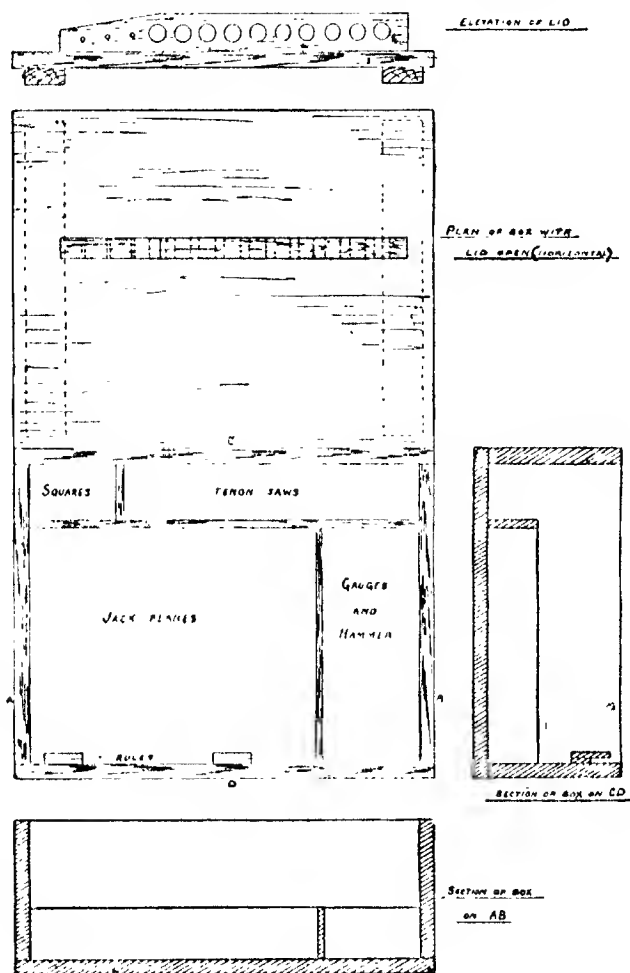 ELEVATION OF LID
PLAN OF BOX WITH
LID OPEN (HORIZONTAL)
C
SQUARES
TENON SAWS
JACK PLANES
GAUGES
AND
HAMMER
A
RULES
D
SECTION OF BOX ON CD
SECTION OF BOX
ON AB